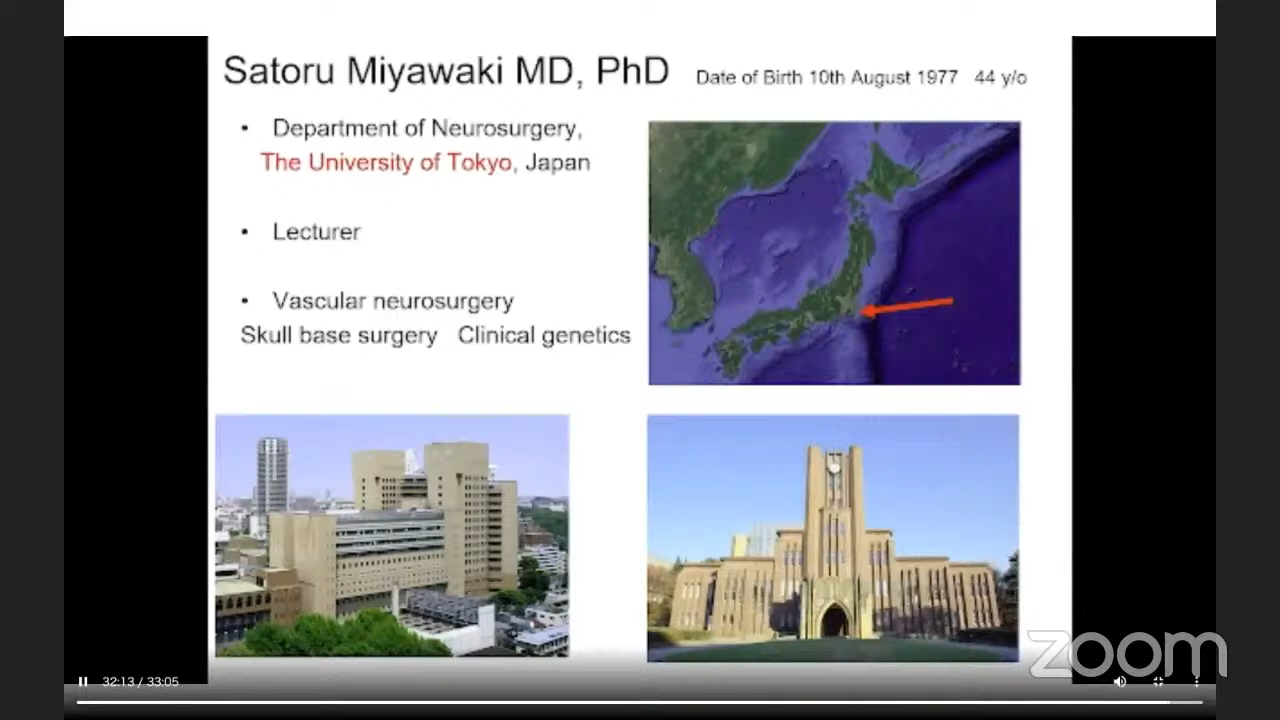 Satoru Miyawaki MD, PhD Date of Birth 10th August 1977 44 y/o
• Department of Neurosurgery,
The University of Tokyo, Japan
• Lecturer
• Vascular neurosurgery
Skull base surgery Clinical genetics
zoom
32:13 / 33:05